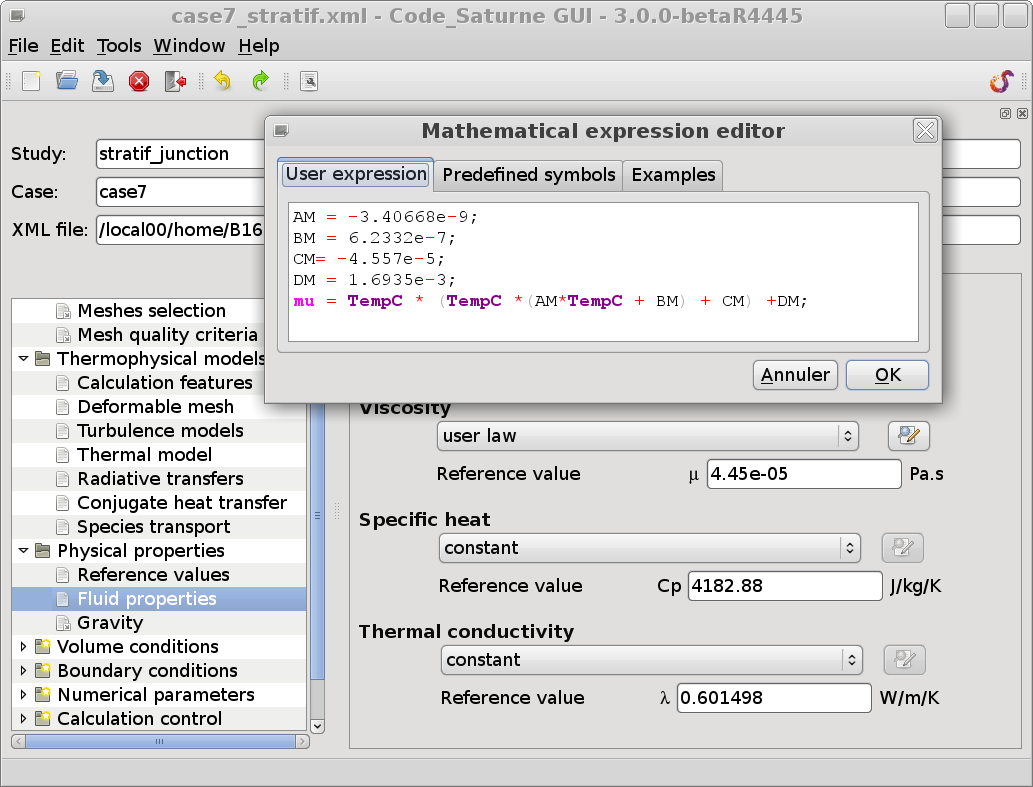 case7_stratif.xml - Code_Saturne GUI - 3.0.0-betaR4445
File Edit Tools Window Help
Study: stratif_junction
Case: case7
XML file: /local00/home/B16
Mathematical expression editor
User expression Predefined symbols Examples
AM = -3.40668e-9;
BM = 6.2332e-7;
CM= -4.557e-5;
DM = 1.6935e-3;
mu = TempC * (TempC *(AM*TempC + BM) + CM) +DM;
Annuler OK
Meshes selection
Mesh quality criteria
Thermophysical models
Calculation features
Deformable mesh
Turbulence models
Thermal model
Radiative transfers
Conjugate heat transfer
Species transport
Physical properties
Reference values
Fluid properties
Gravity
Volume conditions
Boundary conditions
Numerical parameters
Calculation control
Viscosity
user law
Reference value μ 4.45e-05 Pa.s
Specific heat
constant
Reference value Cp 4182.88 J/kg/K
Thermal conductivity
constant
Reference value λ 0.601498 W/m/K